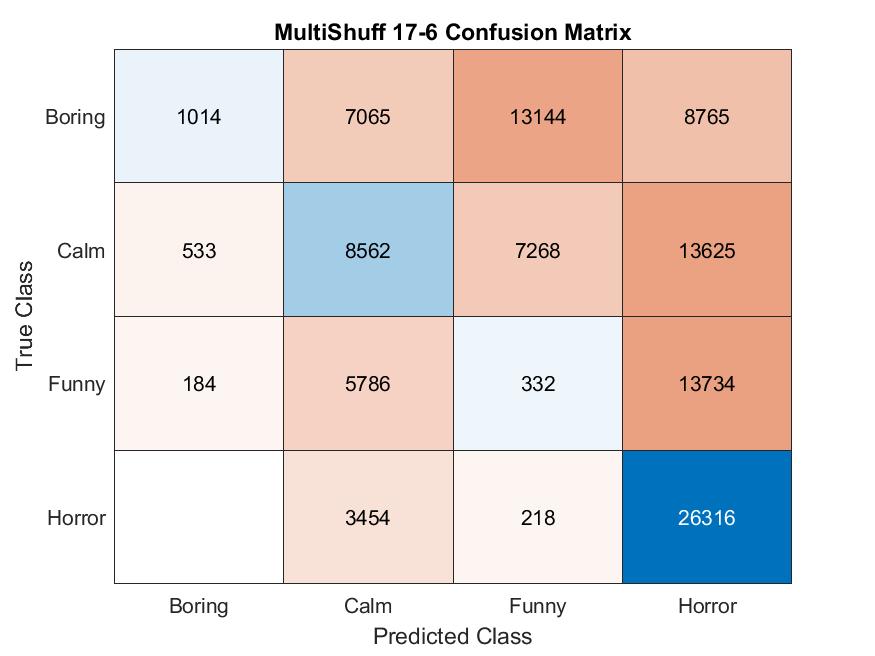 MultiShuff 17-6 Confusion Matrix
Boring 1014 7065 13144 8765
Calm 533 8562 7268 13625
Funny 184 5786 332 13734
Horror 3454 218 26316
True Class
Boring Calm Funny Horror
Predicted Class